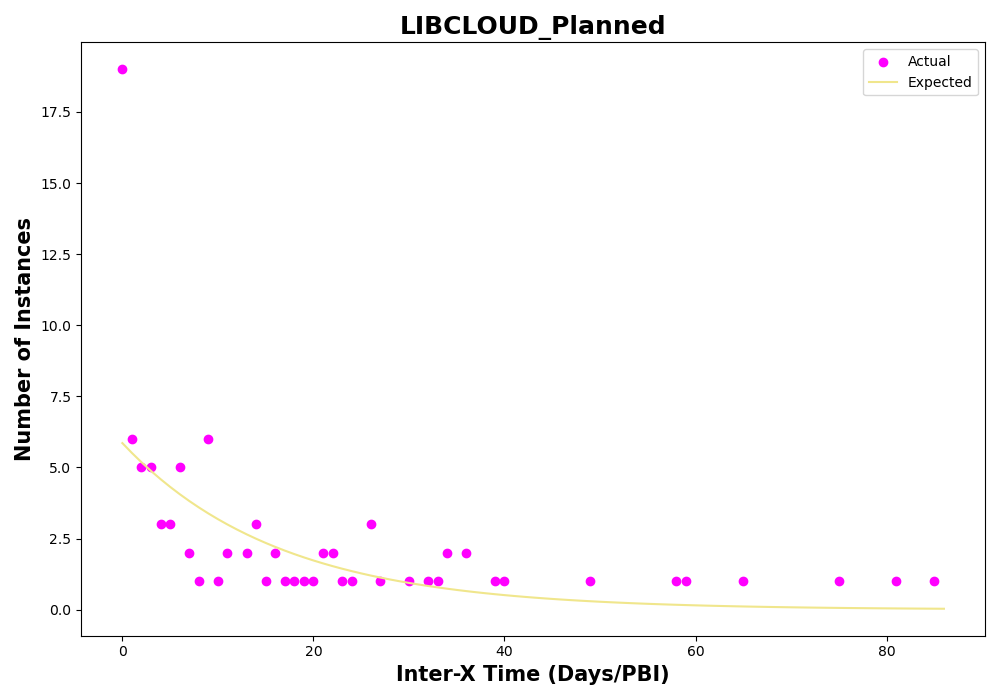 LIBCLOUD_Planned
Actual
Expected
Number of Instances
17.5
15.0
12.5
10.0
7.5
5.0
2.5
0.0
0 20 40 60 80
Inter-X Time (Days/PBI)